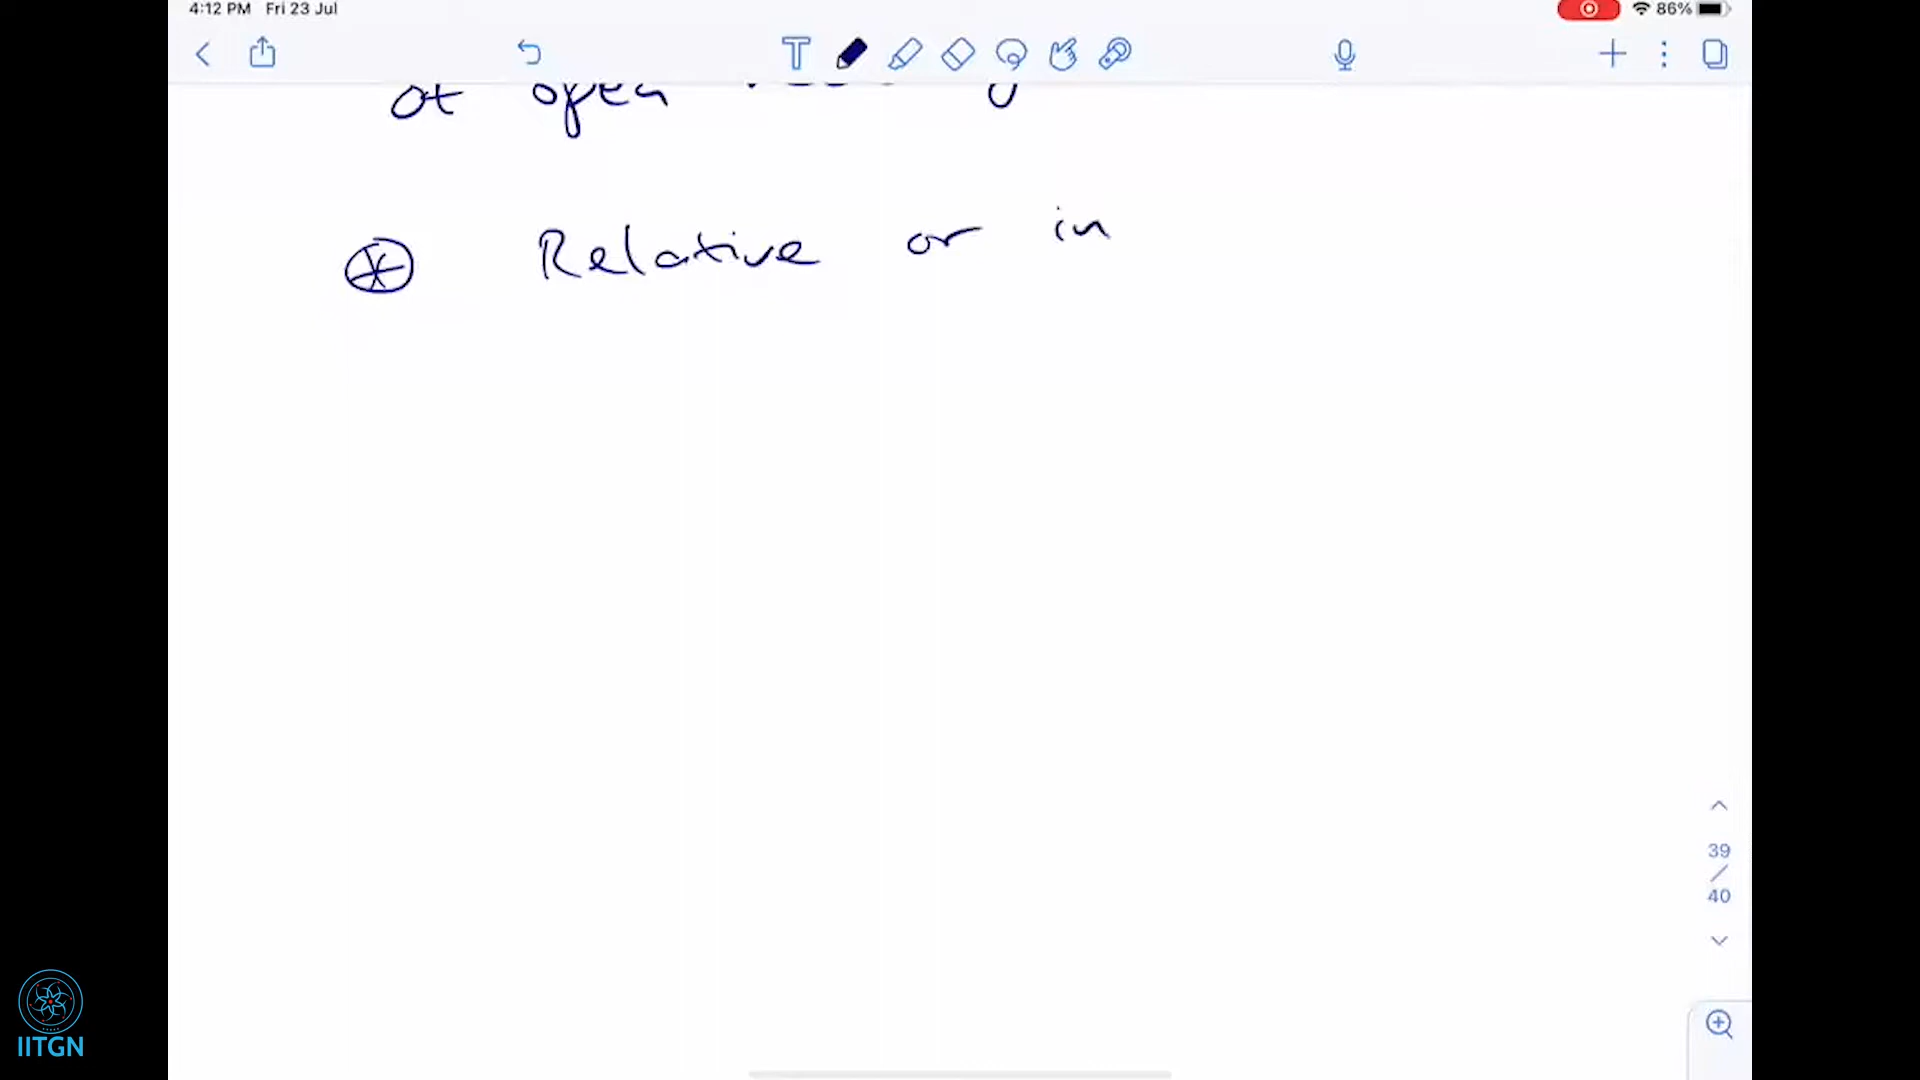 4:12 PM Fri 23 Jul
86%
T
of open
Relative or in
39
/
40
IITGN